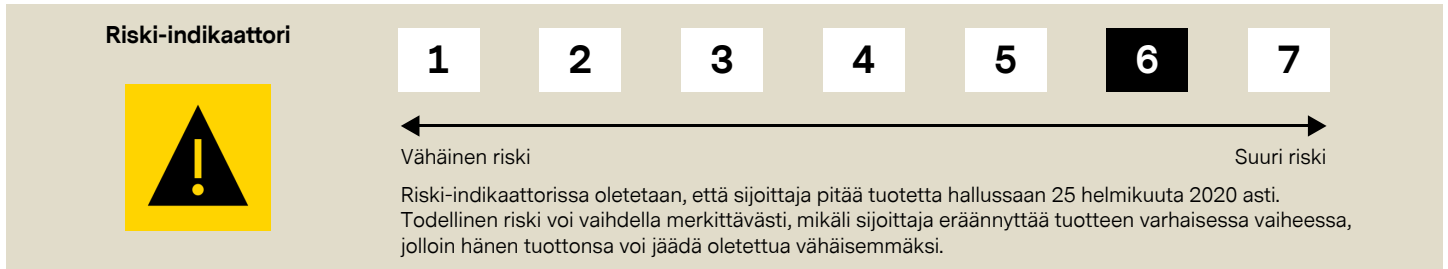 Riski-indikaattori
1 2 3 4 5 6 7
Vähäinen riski Suuri riski
Riski-indikaattorissa oletetaan, että sijoittaja pitää tuotetta hallussaan 25 helmikuuta 2020 asti.
Todellinen riski voi vaihdella merkittävästi, mikäli sijoittaja eräännyttää tuotteen varhaisessa vaiheessa,
jolloin hänen tuottonsa voi jäädä oletettua vähäisemmäksi.